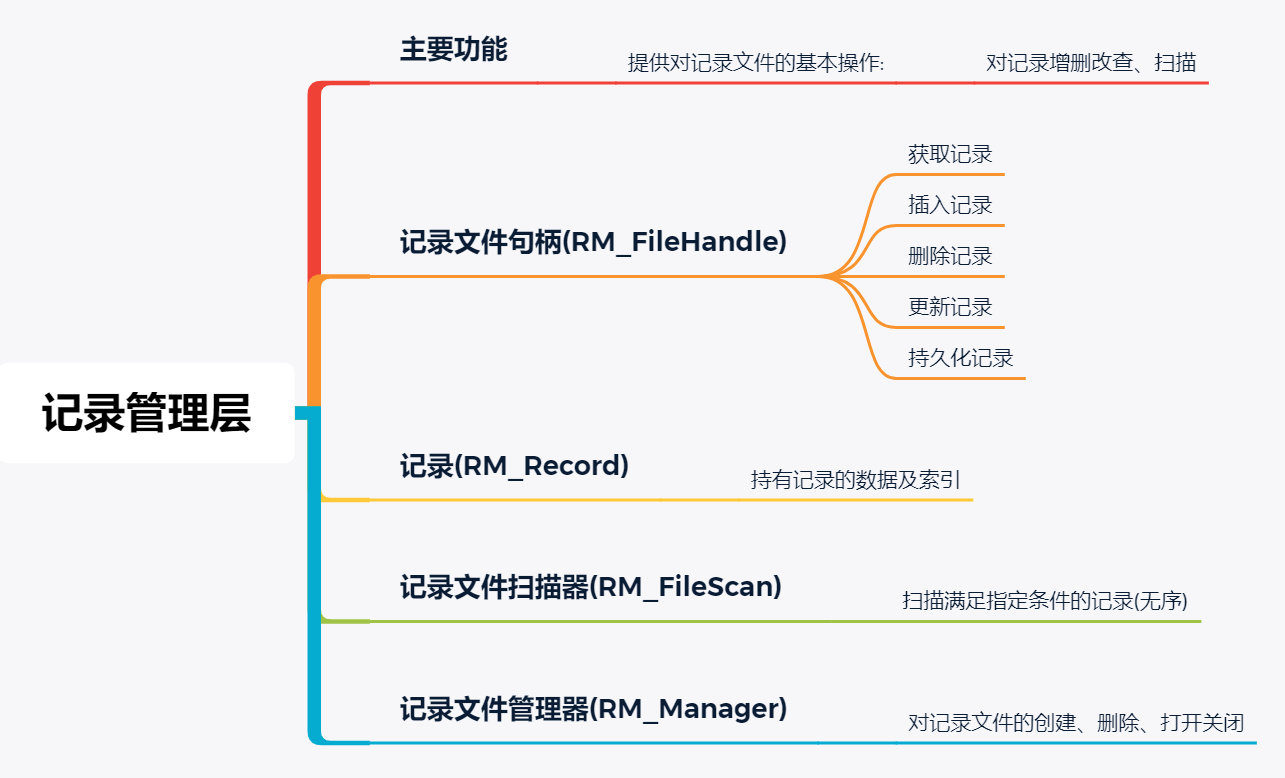 主要功能
提供对记录文件的基本操作:
对记录增删改查、扫描
记录文件句柄(RM_FileHandle)
获取记录
插入记录
删除记录
更新记录
持久化记录
记录管理层
记录(RM_Record)
持有记录的数据及索引
记录文件扫描器(RM_FileScan)
扫描满足指定条件的记录(无序)
记录文件管理器(RM_Manager)
对记录文件的创建、删除、打开关闭